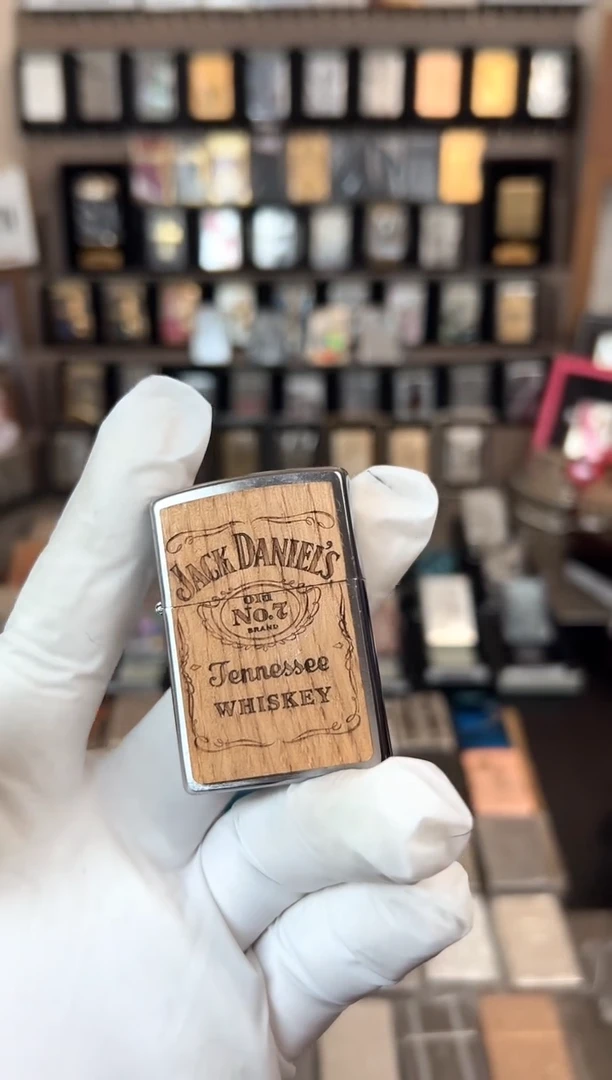 JACK DANIEL'S
Old
No.7
BRAND
Tennessee
WHISKEY